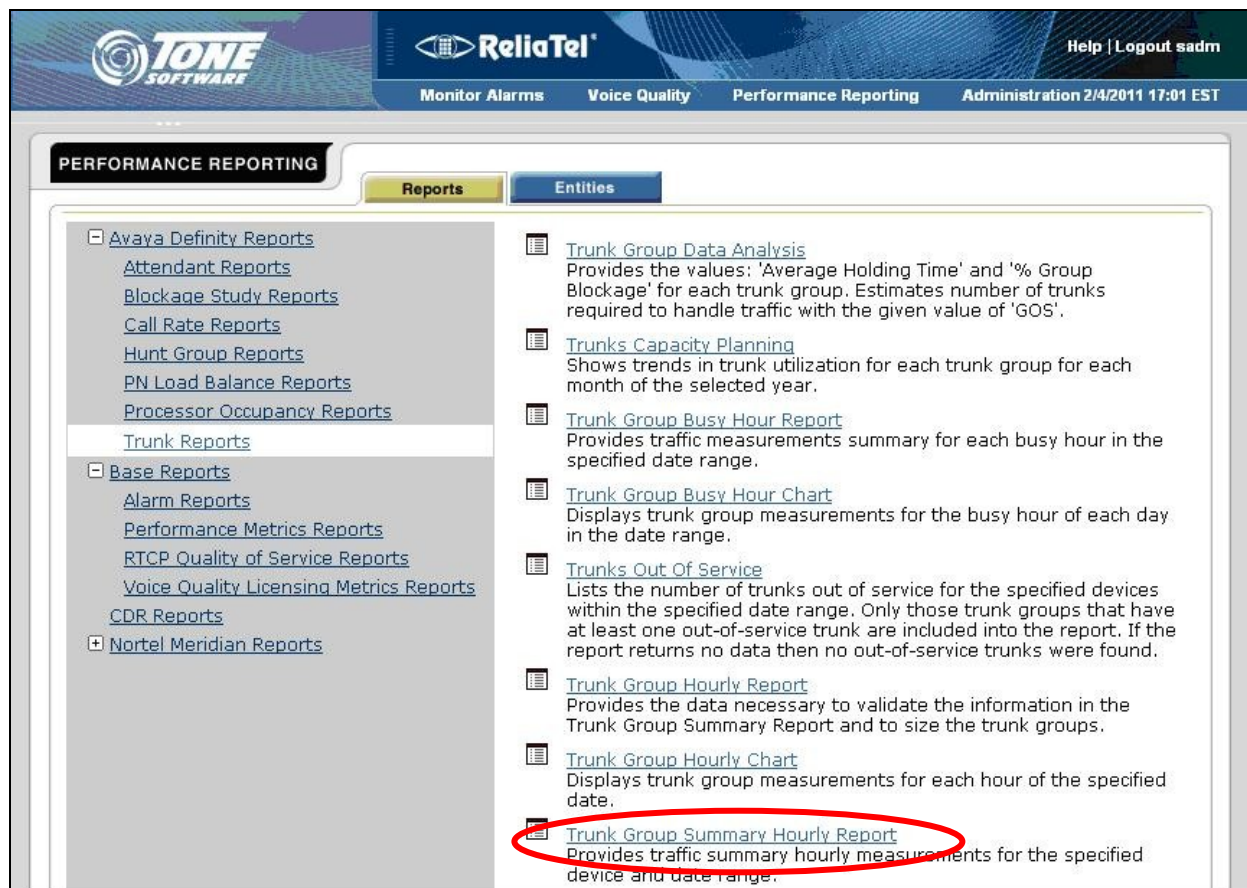 TONE
SOFTWARE
ReliaTel
Help | Logout sadm
Monitor Alarms Voice Quality Performance Reporting Administration 2/4/2011 17:01 EST
PERFORMANCE REPORTING
Reports Entities
Avaya Definity Reports
Attendant Reports
Blockage Study Reports
Call Rate Reports
Hunt Group Reports
PN Load Balance Reports
Processor Occupancy Reports
Trunk Reports
Base Reports
Alarm Reports
Performance Metrics Reports
RTCP Quality of Service Reports
Voice Quality Licensing Metrics Reports
CDR Reports
Nortel Meridian Reports
Trunk Group Data Analysis
Provides the values: 'Average Holding Time' and '% Group
Blockage' for each trunk group. Estimates number of trunks
required to handle traffic with the given value of 'GOS'.
Trunks Capacity Planning
Shows trends in trunk utilization for each trunk group for each
month of the selected year.
Trunk Group Busy Hour Report
Provides traffic measurements summary for each busy hour in the
specified date range.
Trunk Group Busy Hour Chart
Displays trunk group measurements for the busy hour of each day
in the date range.
Trunks Out Of Service
Lists the number of trunks out of service for the specified devices
within the specified date range. Only those trunk groups that have
at least one out-of-service trunk are included into the report. If the
report returns no data then no out-of-service trunks were found.
Trunk Group Hourly Report
Provides the data necessary to validate the information in the
Trunk Group Summary Report and to size the trunk groups.
Trunk Group Hourly Chart
Displays trunk group measurements for each hour of the specified
date.
Trunk Group Summary Hourly Report
Provides traffic summary hourly measurements for the specified
device and date range.